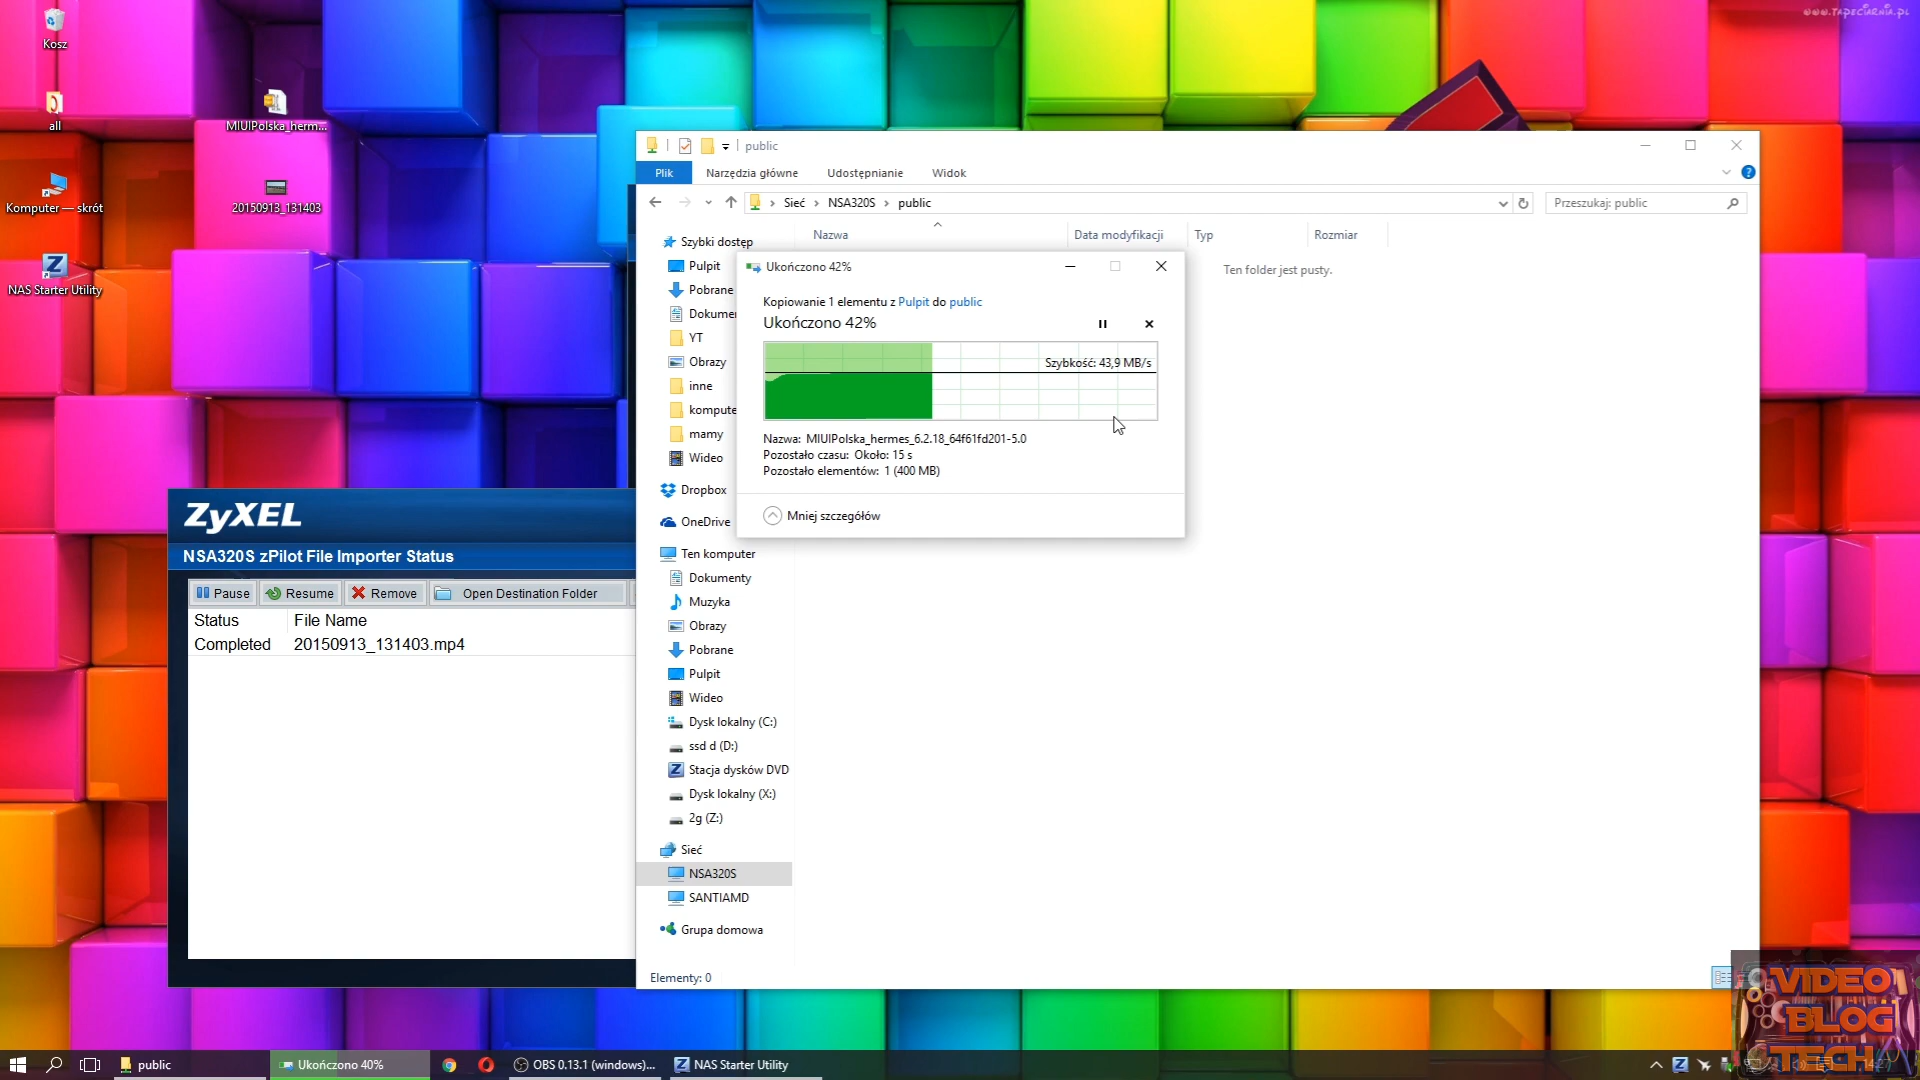 www.tapeciarnia.pl
Kosz
all
MIUIPolska_herm...
Komputer — skrót
20150913_131403
NAS Starter Utility
public
Plik
Narzędzia główne
Udostępnianie
Widok
Sieć
NSA320S
public
Przeszukaj: public
Nazwa
Data modyfikacji
Typ
Rozmiar
Ten folder jest pusty.
Szybki dostęp
Pulpit
Pobrane
Dokumen
YT
Obrazy
inne
kompute
mamy
Wideo
Dropbox
OneDrive
Ten komputer
Dokumenty
Muzyka
Obrazy
Pobrane
Pulpit
Wideo
Dysk lokalny (C:)
ssd d (D:)
Stacja dysków DVD
Dysk lokalny (X:)
2g (Z:)
Sieć
NSA320S
SANTIAMD
Grupa domowa
Elementy: 0
Ukończono 42%
Kopiowanie 1 elementu z Pulpit do public
Ukończono 42%
Szybkość: 43,9 MB/s
Nazwa: MIUIPolska_hermes_6.2.18_64f61fd201-5.0
Pozostało czasu: Około: 15 s
Pozostało elementów: 1 (400 MB)
Mniej szczegółów
ZyXEL
NSA320S zPilot File Importer Status
Pause
Resume
Remove
Open Destination Folder
Status
File Name
Completed
20150913_131403.mp4
VIDEO
BLOG
TECH
public
Ukończono 40%
OBS 0.13.1 (windows)...
NAS Starter Utility